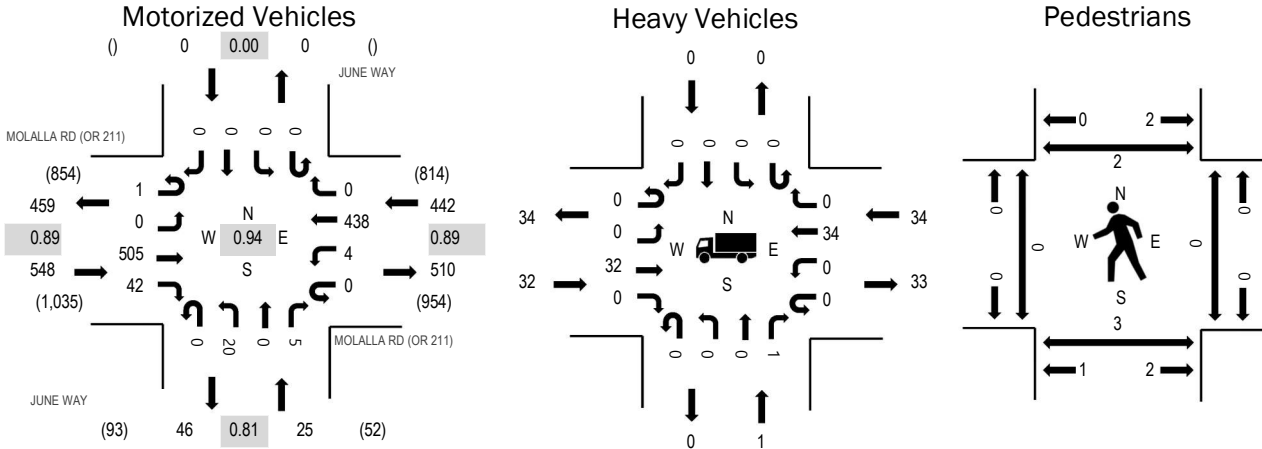 Motorized Vehicles
() 0 0.00 0 ()
JUNE WAY
0 0 0 0
MOLALLA RD (OR 211)
(854) (814)
1 0
459 442
0 N 438
0.89 W 0.94 E 0.89
505 S 4
548 510
42 0
(1,035) (954)
0 20 0 5
MOLALLA RD (OR 211)
JUNE WAY
(93) 46 0.81 25 (52)
Heavy Vehicles
0 0
0 0 0 0
0 0
34 34
0 N 34
W E
32 S 0
32 33
0 0
0 0 0 1
0 1
Pedestrians
0 2
2
0 0
N
W E
0 0
S
0 0
3
1 2